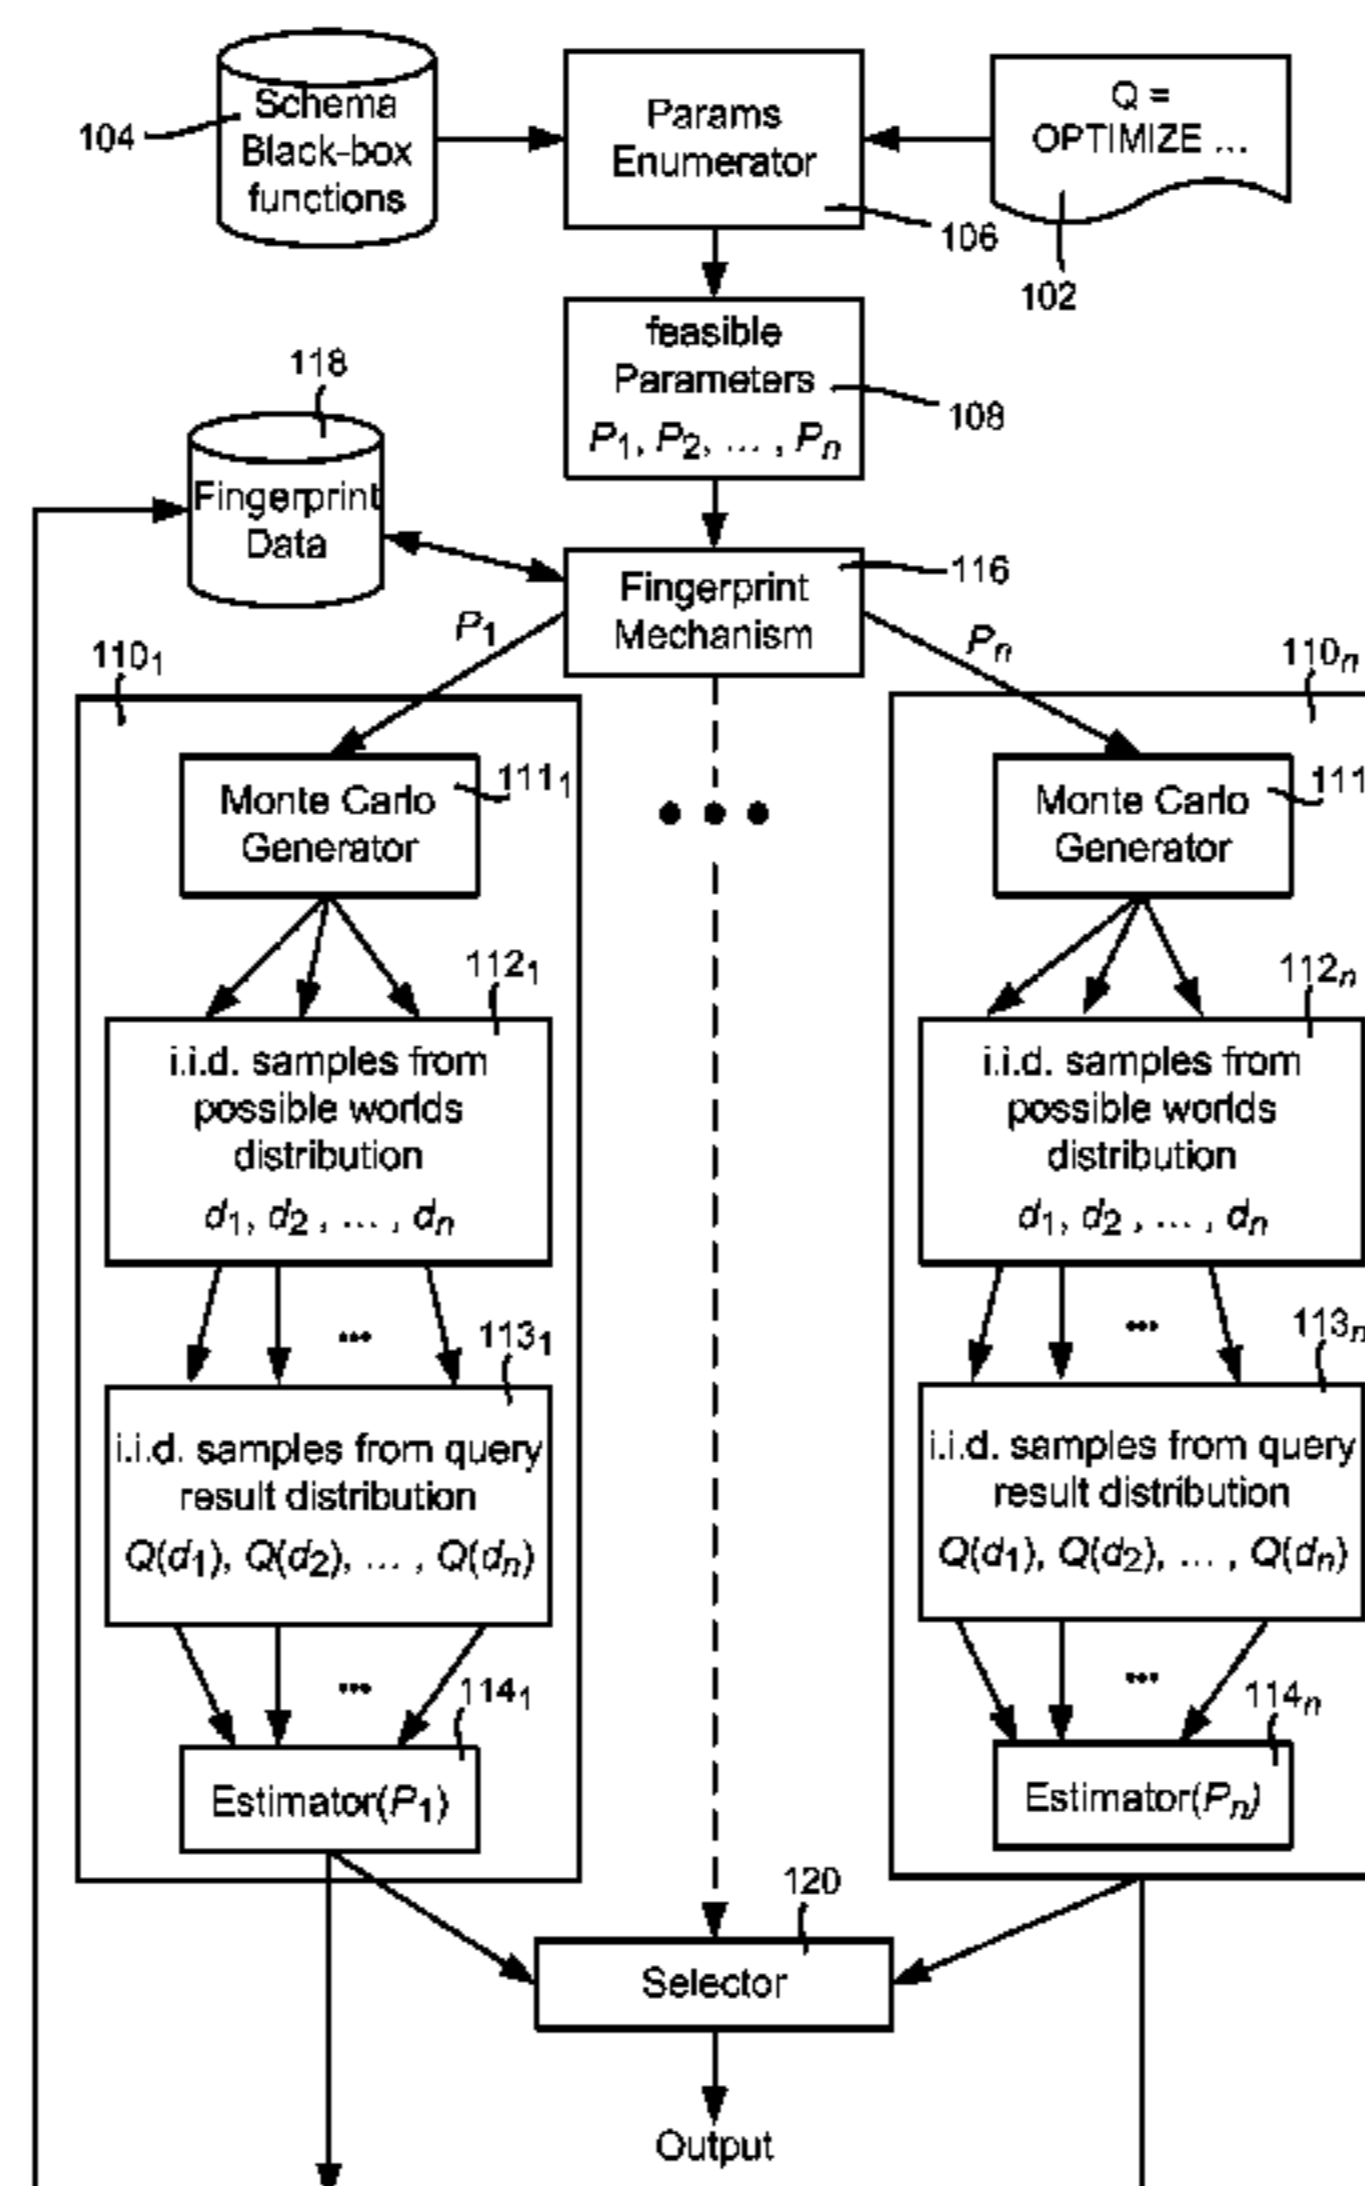 Schema
Black-box
functions
104
Params
Enumerator
106
Q =
OPTIMIZE ...
102
feasible
Parameters
P1, P2, ... , Pn
108
118
Fingerprint
Data
Fingerprint
Mechanism
116
P1
Pn
1101
110n
Monte Carlo
Generator
1111
Monte Carlo
Generator
111
1121
i.i.d. samples from
possible worlds
distribution
d1, d2 , ... , dn
112n
i.i.d. samples from
possible worlds
distribution
d1, d2 , ... , dn
...
1131
i.i.d. samples from query
result distribution
Q(d1), Q(d2), ... , Q(dn)
...
113n
i.i.d. samples from query
result distribution
Q(d1), Q(d2), ... , Q(dn)
...
1141
Estimator(P1)
...
114n
Estimator(Pn)
120
Selector
Output